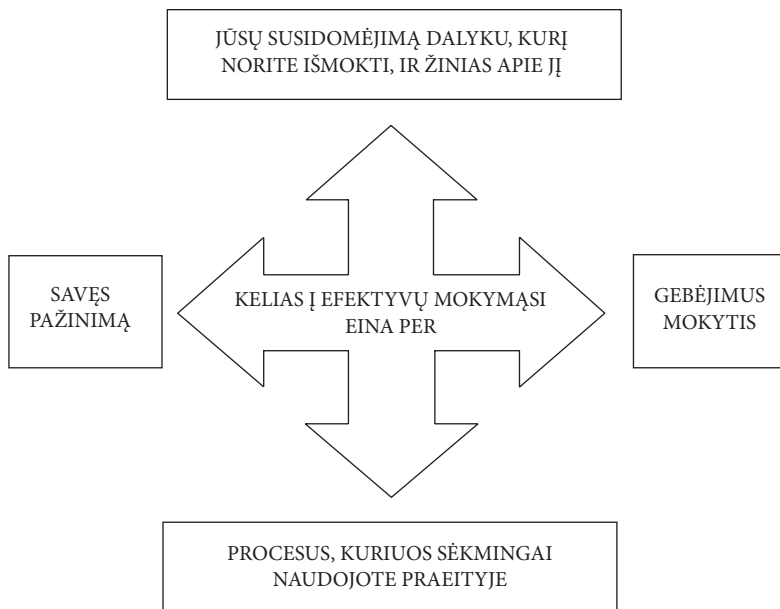 JŪSŲ SUSIDOMĖJIMĄ DALYKU, KURĮ
NORITE IŠMOKTI, IR ŽINIAS APIE JĮ
SAVĘS
PAŽINIMĄ
KELIAS Į EFEKTYVŲ MOKYMĄSI
EINA PER
GEBĖJIMUS
MOKYTIS
PROCESUS, KURIUOS SĖKMINGAI
NAUDOJOTE PRAEITYJE